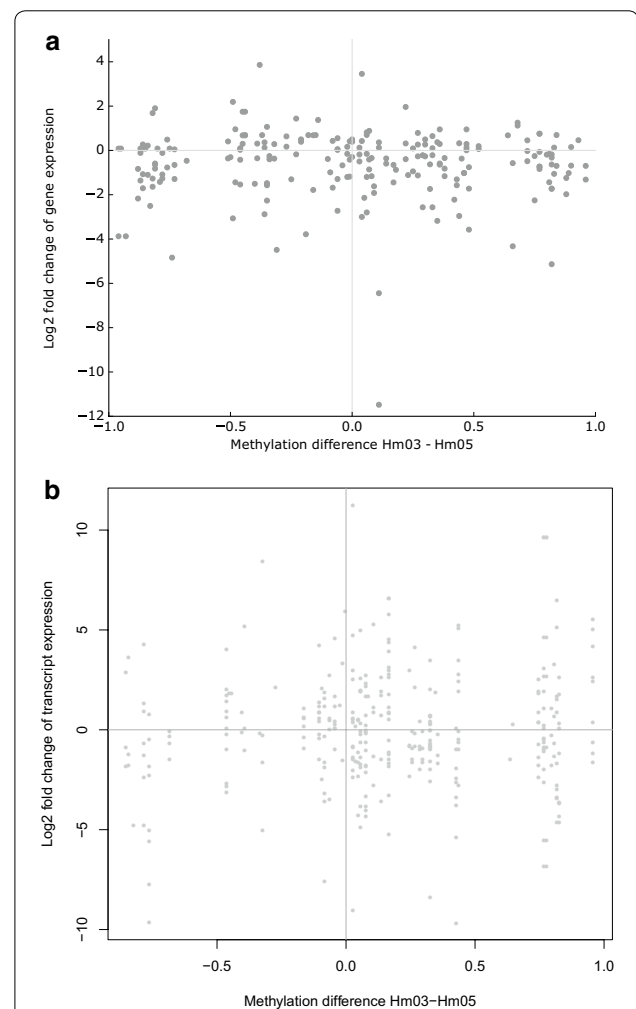 a
4
2
0
−2
−4
−6
−8
−10
−12
Log2 fold change of gene expression
−1.0 −0.5 0.0 0.5 1.0
Methylation difference Hm03 - Hm05
b
10
5
0
−5
−10
Log2 fold change of transcript expression
−0.5 0.0 0.5 1.0
Methylation difference Hm03−Hm05